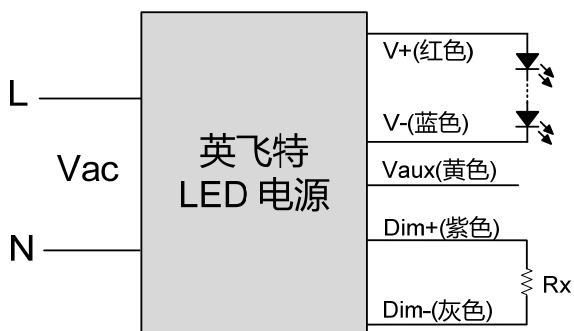 V+(红色)
L
V-(蓝色)
英飞特
Vac
LED 电源
Vaux(黄色)
Dim+(紫色)
N
Rx
Dim-(灰色)